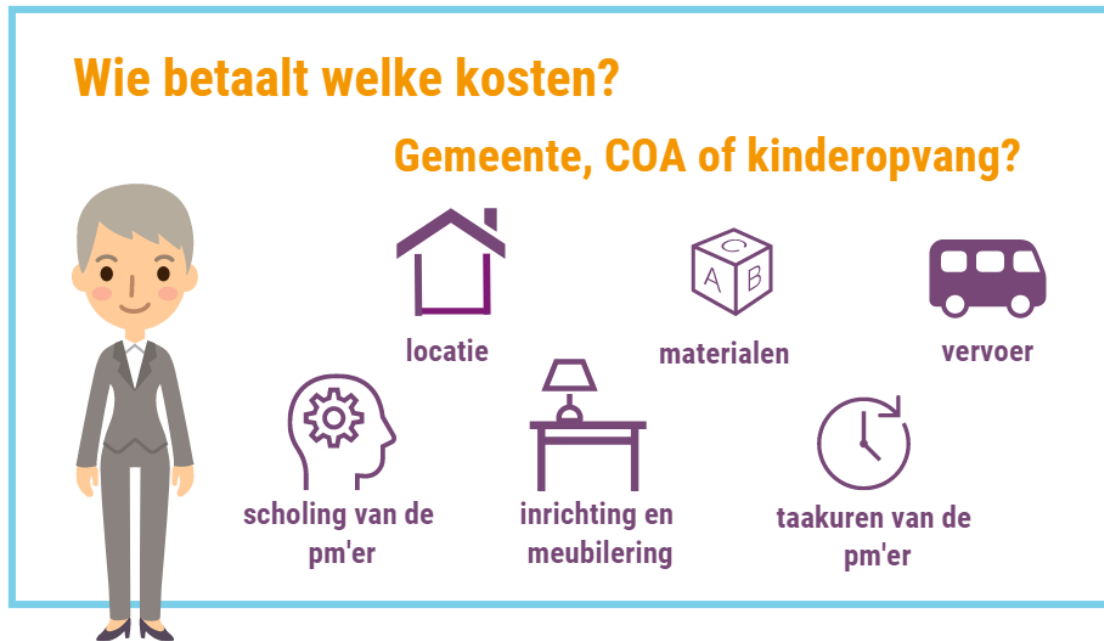 Wie betaalt welke kosten?
Gemeente, COA of kinderopvang?
C
A B
locatie
materialen
vervoer
scholing van de
pm'er
inrichting en
meubilering
taakuren van de
pm'er